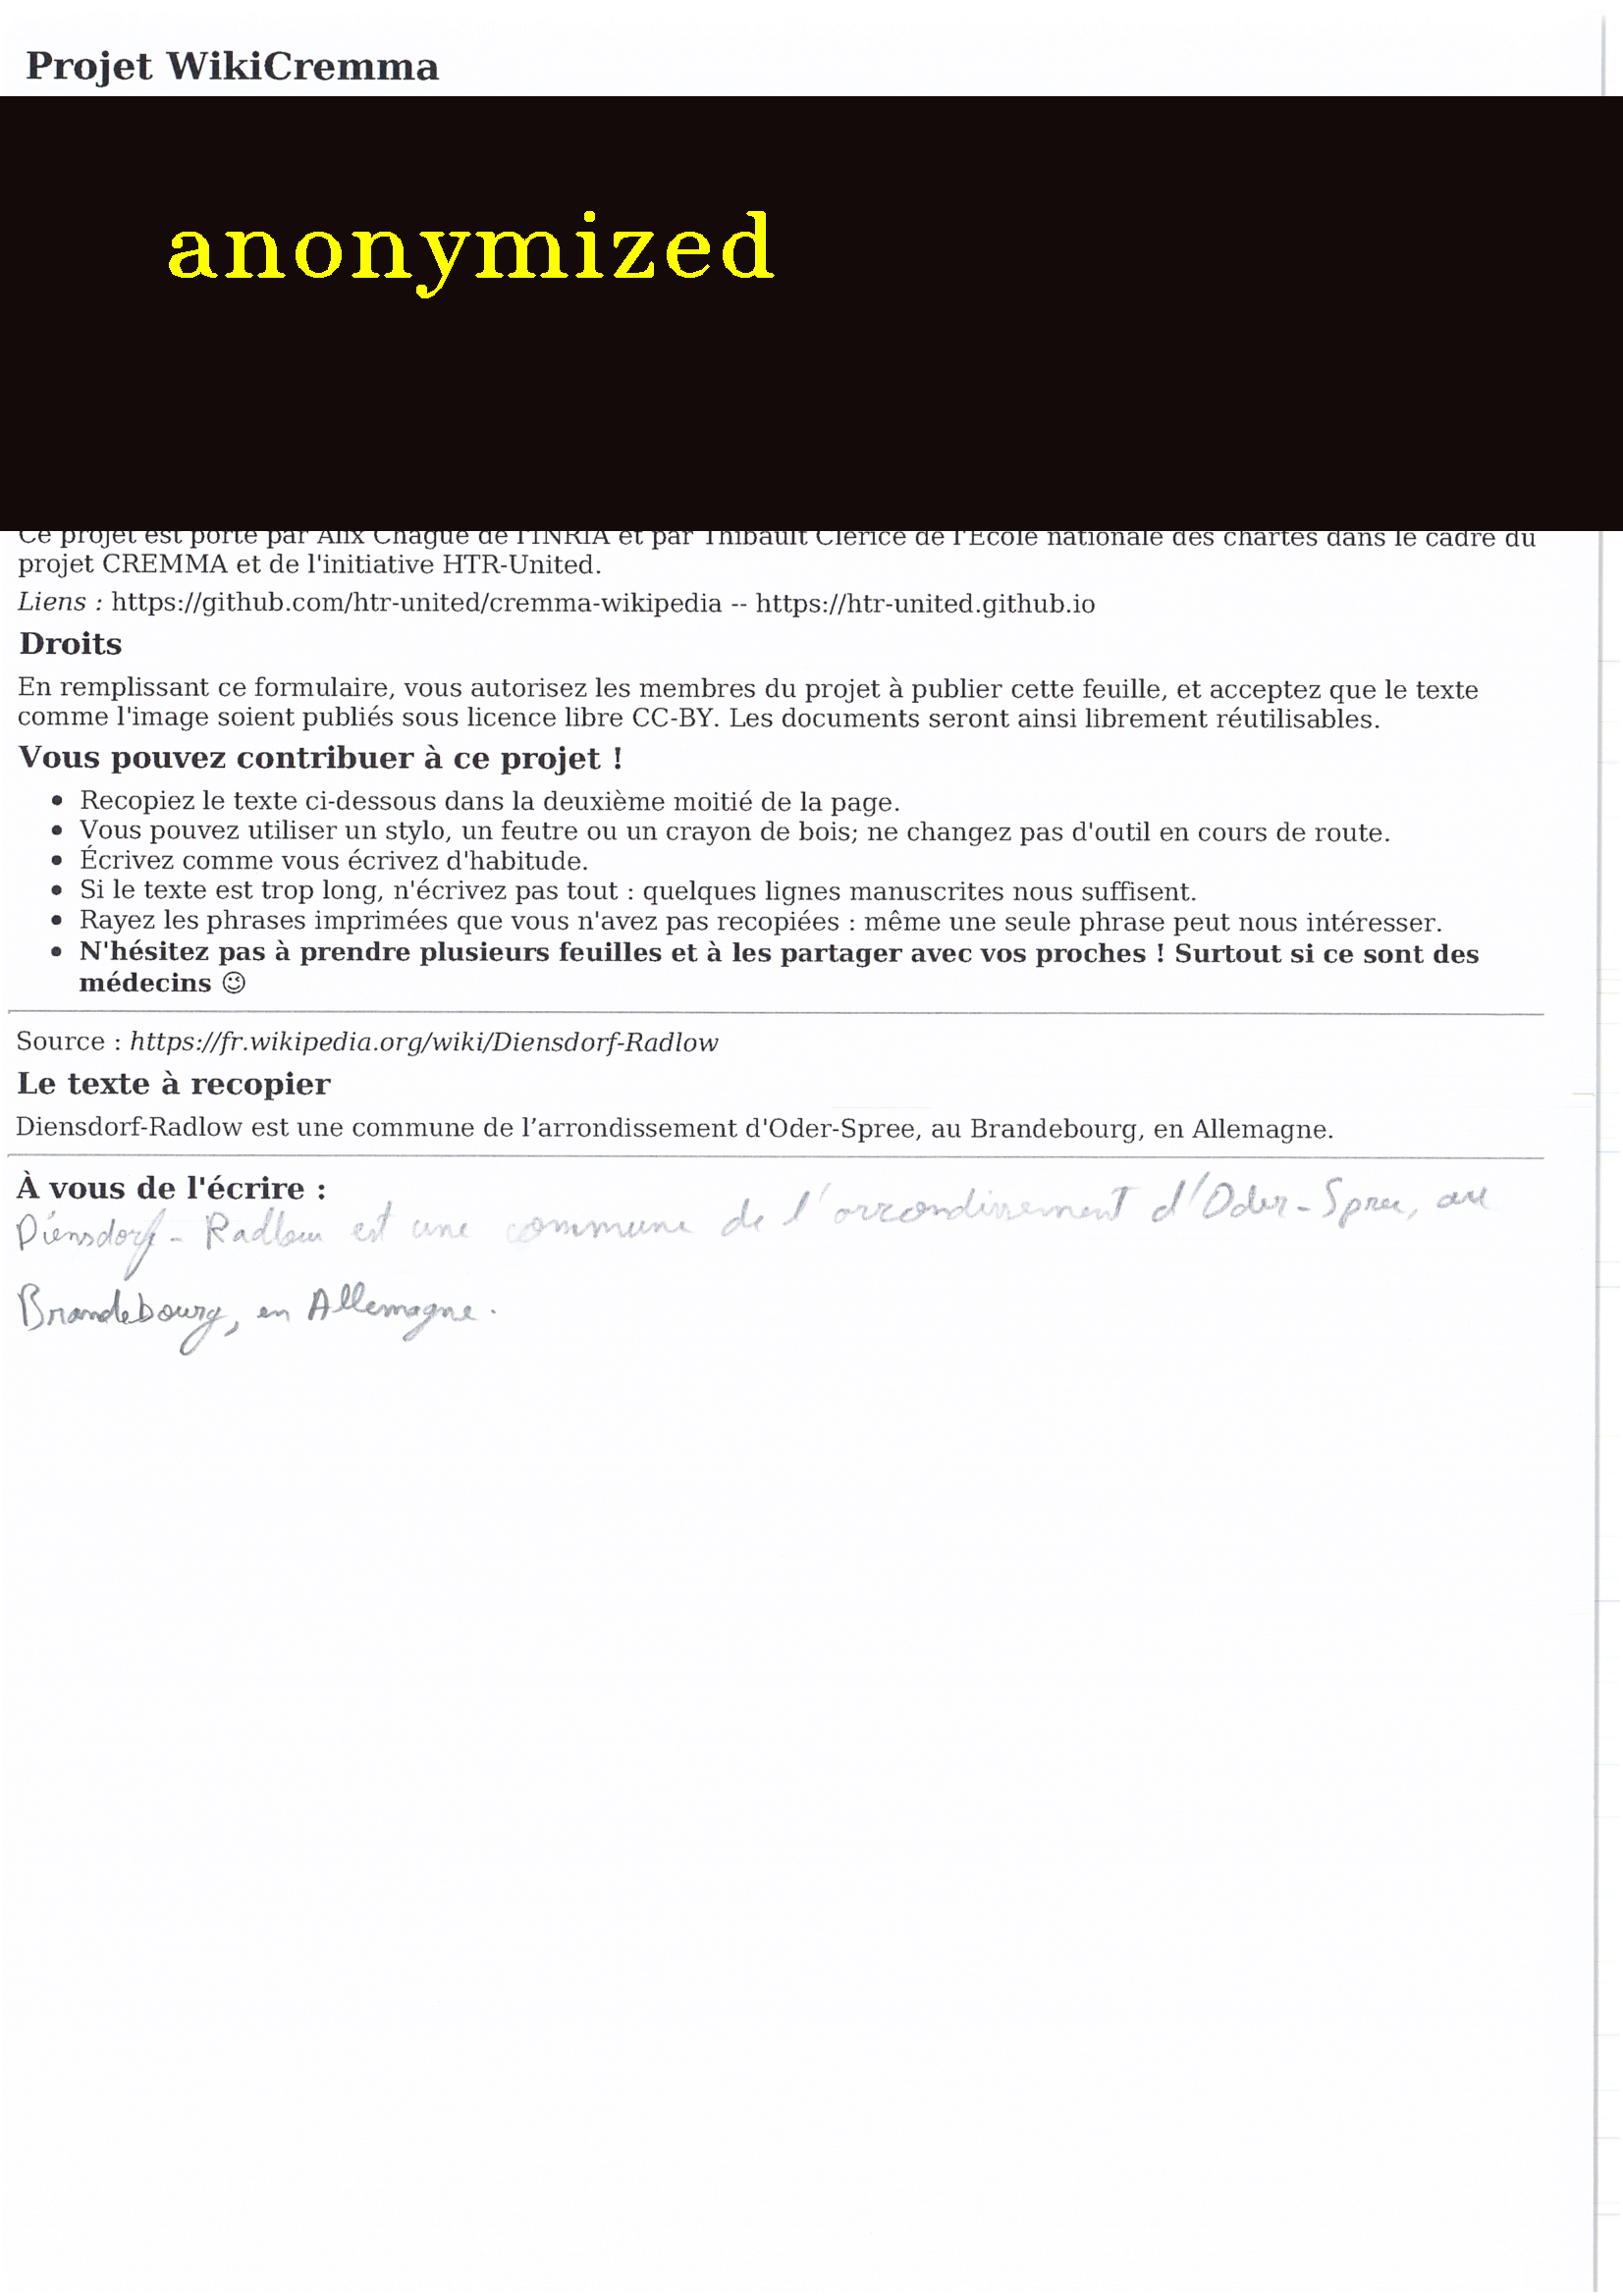 Projet WikiCremma
anonymized
Ce projet est porté par Alix Chagué de l'INRIA et par Thibault Clérice de l'École nationale des chartes dans le cadre du
projet CREMMA et de l'initiative HTR-United.
Liens : https://github.com/htr-united/cremma-wikipedia -- https://htr-united.github.io
Droits
En remplissant ce formulaire, vous autorisez les membres du projet à publier cette feuille, et acceptez que le texte
comme l'image soient publiés sous licence libre CC-BY. Les documents seront ainsi librement réutilisables.
Vous pouvez contribuer à ce projet !
• Recopiez le texte ci-dessous dans la deuxième moitié de la page.
• Vous pouvez utiliser un stylo, un feutre ou un crayon de bois; ne changez pas d'outil en cours de route.
• Écrivez comme vous écrivez d'habitude.
• Si le texte est trop long, n'écrivez pas tout : quelques lignes manuscrites nous suffisent.
• Rayez les phrases imprimées que vous n'avez pas recopiées : même une seule phrase peut nous intéresser.
• N'hésitez pas à prendre plusieurs feuilles et à les partager avec vos proches ! Surtout si ce sont des
médecins 😉
Source : https://fr.wikipedia.org/wiki/Diensdorf-Radlow
Le texte à recopier
Diensdorf-Radlow est une commune de l’arrondissement d'Oder-Spree, au Brandebourg, en Allemagne.
À vous de l'écrire :
Diensdorf - Radlow est une commune de l'arrondissement d'Oder-Spree, au
Brandebourg, en Allemagne.